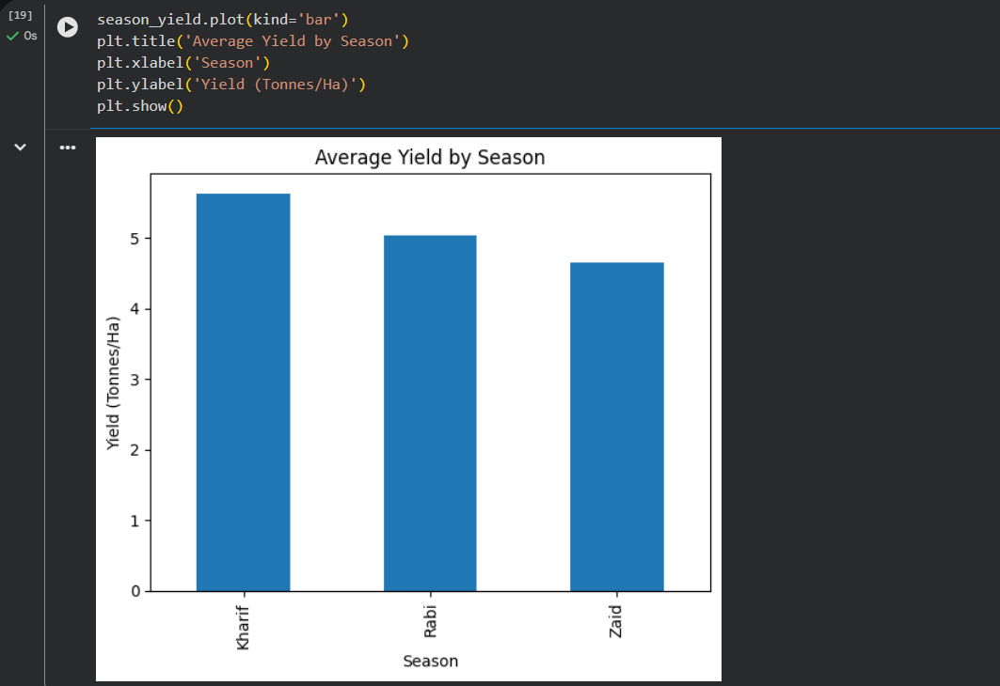 [19]
0s
season_yield.plot(kind='bar')
plt.title('Average Yield by Season')
plt.xlabel('Season')
plt.ylabel('Yield (Tonnes/Ha)')
plt.show()
Average Yield by Season
Yield (Tonnes/Ha)
5
4
3
2
1
0
Kharif
Rabi
Zaid
Season